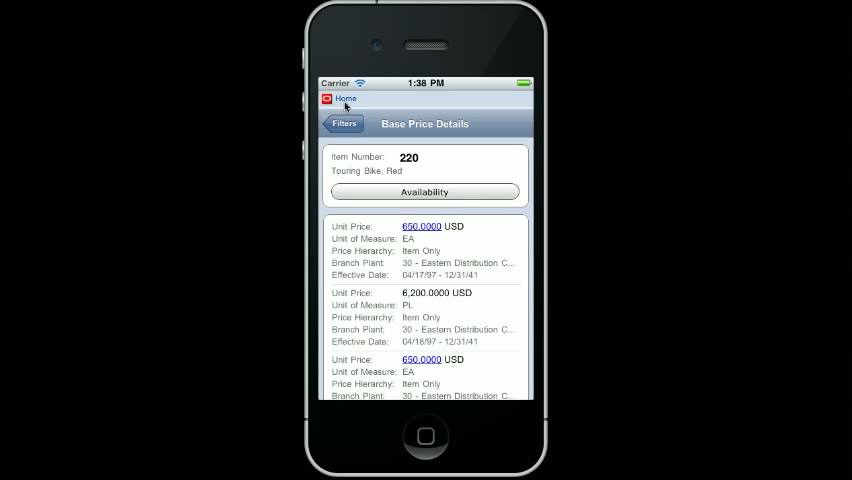 Carrier 1:38 PM
Home
Filters Base Price Details
Item Number: 220
Touring Bike, Red
Availability
Unit Price: 650.0000 USD
Unit of Measure: EA
Price Hierarchy: Item Only
Branch Plant: 30 - Eastern Distribution C...
Effective Date: 04/17/97 - 12/31/41
Unit Price: 6,200.0000 USD
Unit of Measure: PL
Price Hierarchy: Item Only
Branch Plant: 30 - Eastern Distribution C...
Effective Date: 04/18/97 - 12/31/41
Unit Price: 650.0000 USD
Unit of Measure: EA
Price Hierarchy: Item Only
Branch Plant: 30 - Eastern Distribution C...